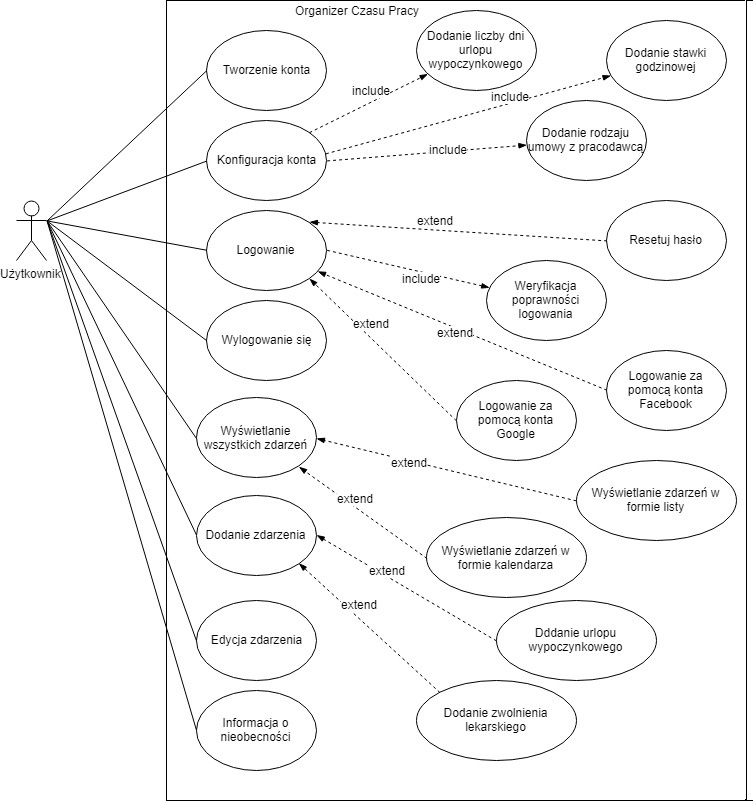 Organizer Czasu Pracy
Tworzenie konta
Dodanie liczby dni
urlopu
wypoczynkowego
Dodanie stawki
godzinowej
include
include
Konfiguracja konta
include
Dodanie rodzaju
umowy z pracodawcą
Użytkownik
Logowanie
extend
Resetuj hasło
include
Weryfikacja
poprawności
logowania
extend
extend
Wylogowanie się
Logowanie za
pomocą konta
Facebook
Logowanie za
pomocą konta
Google
Wyświetlanie
wszystkich zdarzeń
extend
Wyświetlanie zdarzeń w
formie listy
extend
Dodanie zdarzenia
Wyświetlanie zdarzeń w
formie kalendarza
extend
extend
Edycja zdarzenia
Dddanie urlopu
wypoczynkowego
Informacja o
nieobecności
Dodanie zwolnienia
lekarskiego